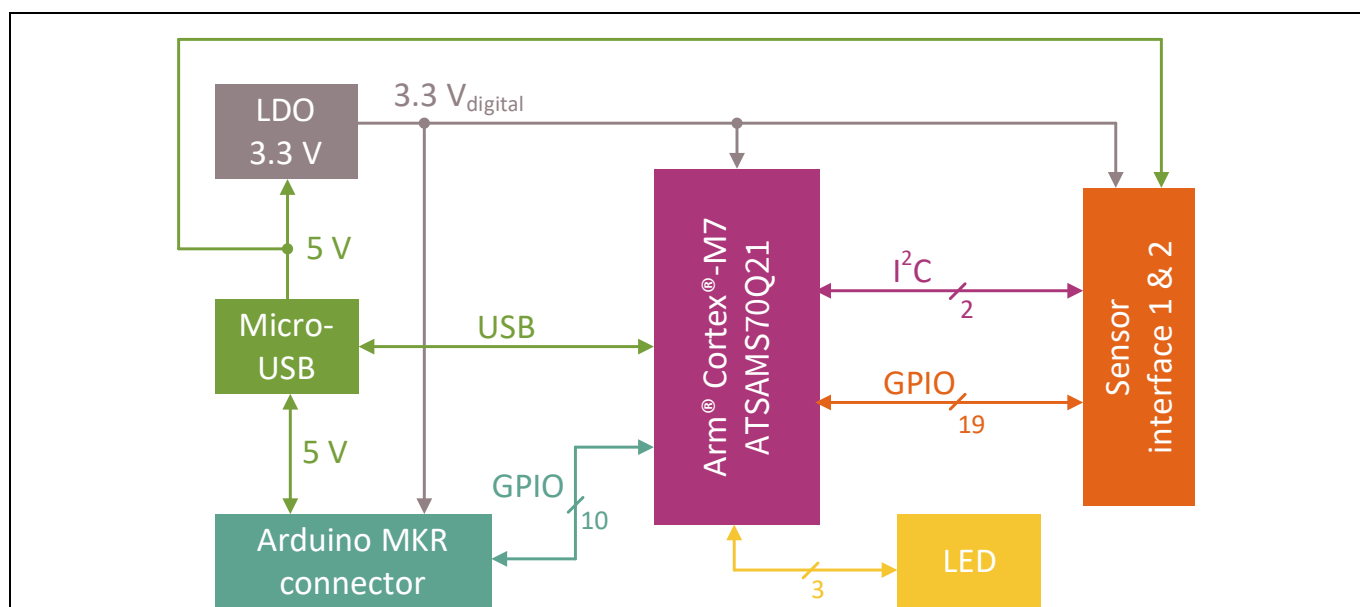 LDO
3.3 V
3.3 Vdigital
5 V
Micro-
USB
USB
5 V
Arduino MKR
connector
GPIO
10
Arm® Cortex®-M7
ATSAMS70Q21
I²C
2
GPIO
19
Sensor
interface 1 & 2
LED
3